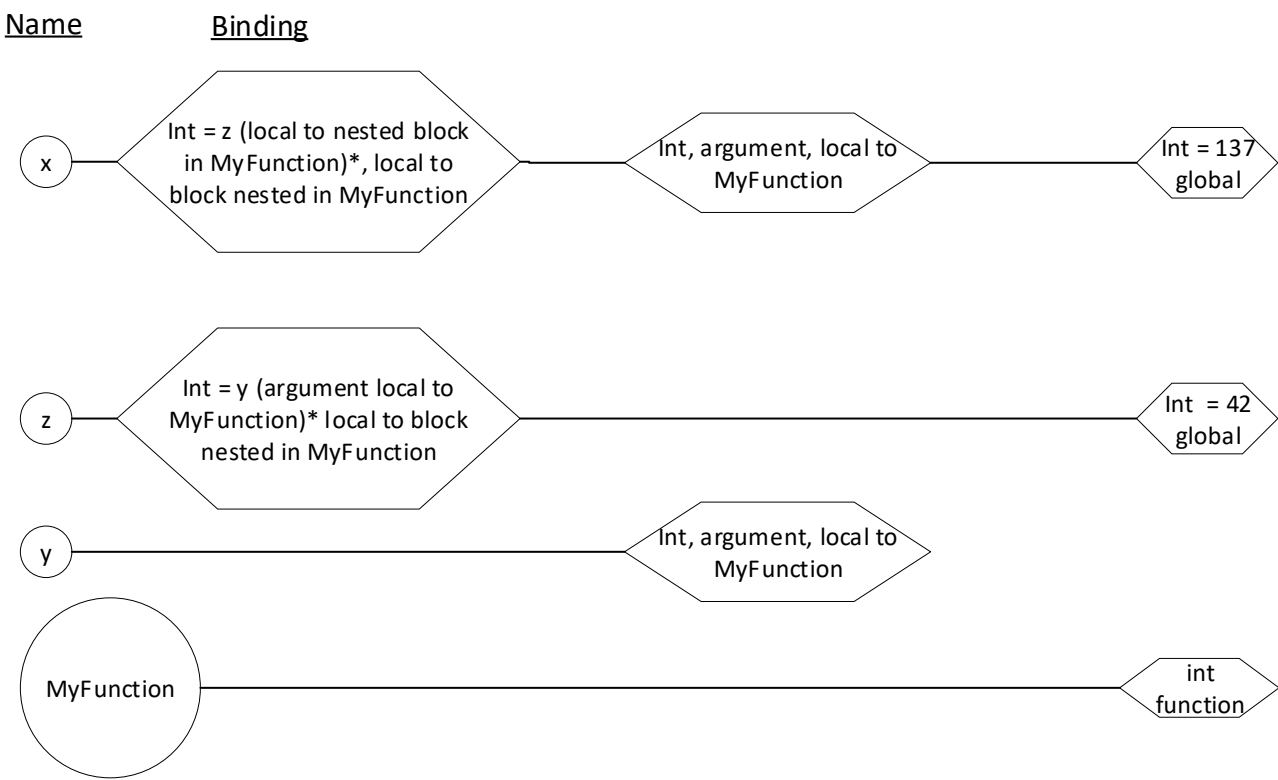 Name Binding
x
Int = z (local to nested block
in MyFunction)*, local to
block nested in MyFunction
Int, argument, local to
MyFunction
Int = 137
global
z
Int = y (argument local to
MyFunction)* local to block
nested in MyFunction
Int = 42
global
y
Int, argument, local to
MyFunction
MyFunction
int
function